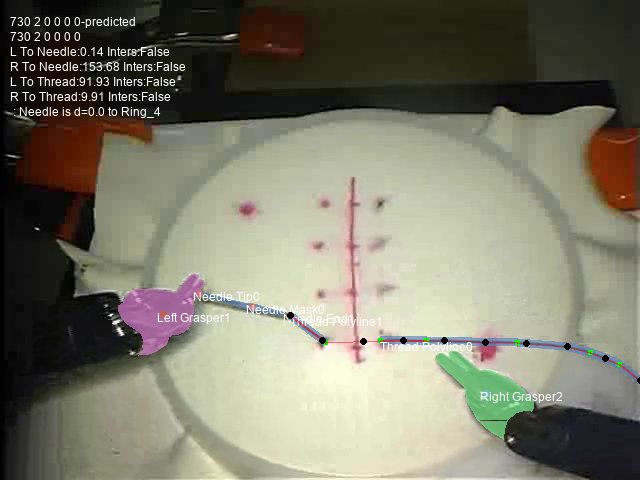 730 2 0 0 0 0-predicted
730 2 0 0 0 0
L To Needle:0.14 Inters:False
R To Needle:153.68 Inters:False
L To Thread:91.93 Inters:False
R To Thread:9.91 Inters:False
: Needle is d=0.0 to Ring_4
Needle Tip0
Needle Mask0
Left Grasper1
Needle End1
Thread Polyline1
Thread Polyline0
Right Grasper2